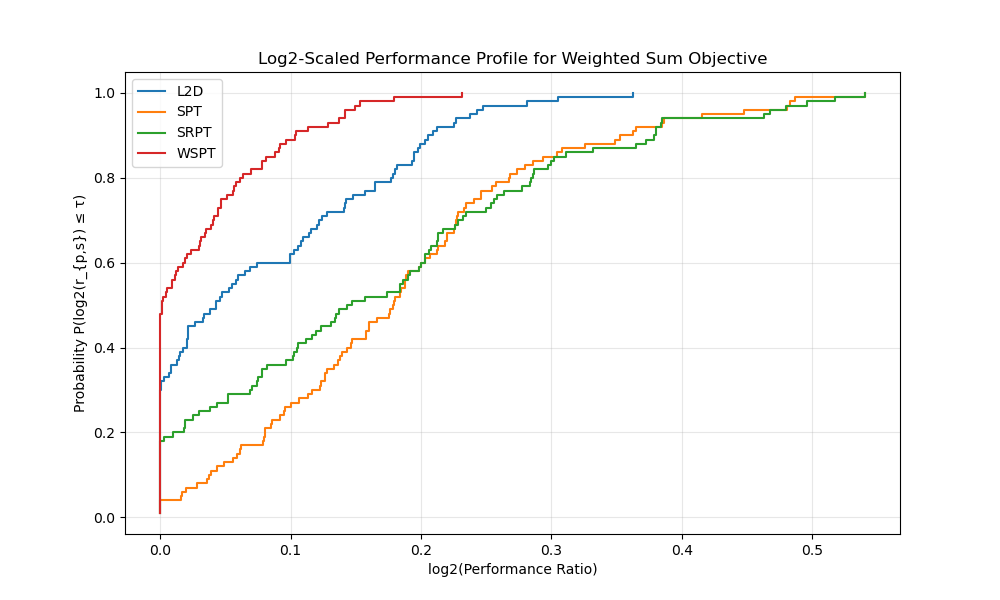 Log2-Scaled Performance Profile for Weighted Sum Objective
L2D
SPT
SRPT
WSPT
Probability P(log2(r_{p,s}) ≤ τ)
1.0
0.8
0.6
0.4
0.2
0.0
0.0 0.1 0.2 0.3 0.4 0.5
log2(Performance Ratio)